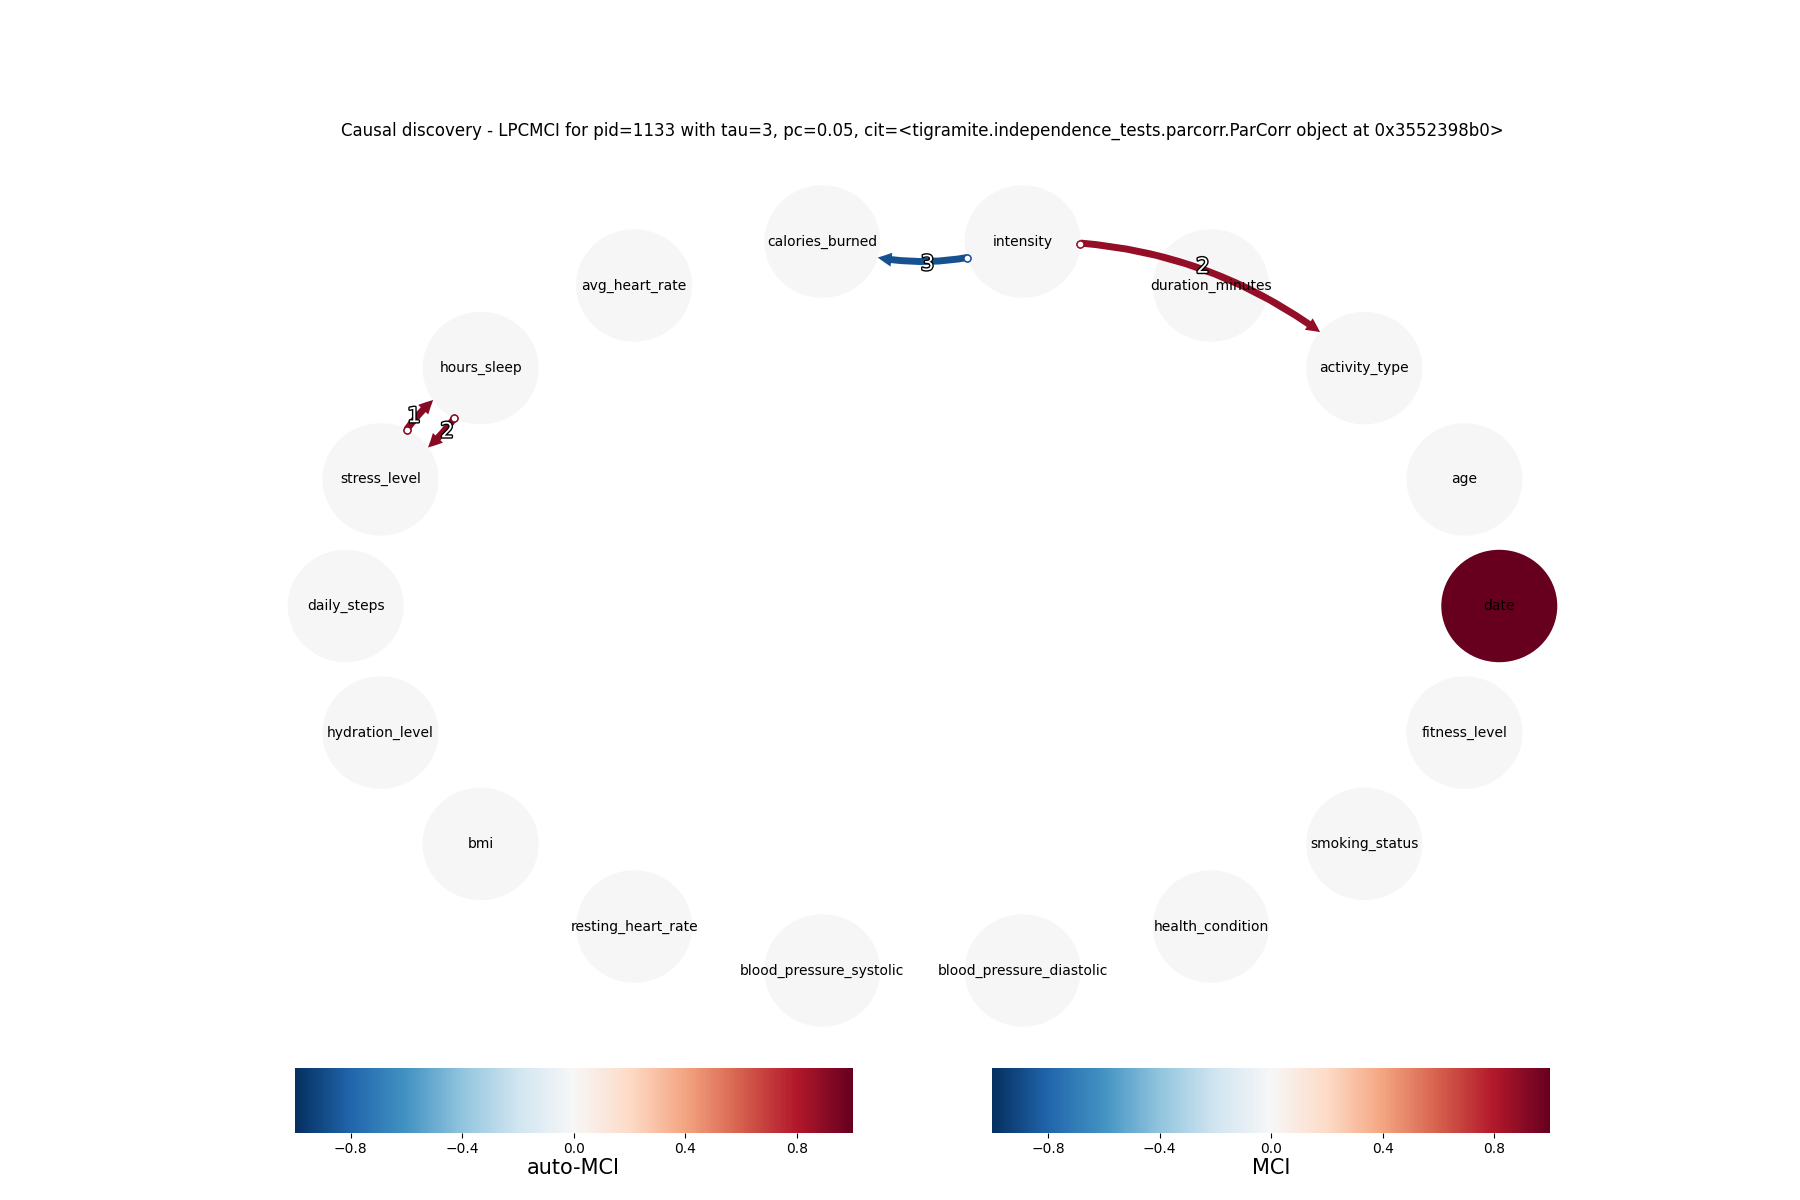 Causal discovery - LPCMCI for pid=1133 with tau=3, pc=0.05, cit=<tigramite.independence_tests.parcorr.ParCorr object at 0x3552398b0>
calories_burned
3
intensity
2
avg_heart_rate
duration_minutes
hours_sleep
activity_type
1
2
stress_level
age
daily_steps
date
hydration_level
fitness_level
bmi
smoking_status
resting_heart_rate
health_condition
blood_pressure_systolic
blood_pressure_diastolic
−0.8 −0.4 0.0 0.4 0.8
auto-MCI
−0.8 −0.4 0.0 0.4 0.8
MCI